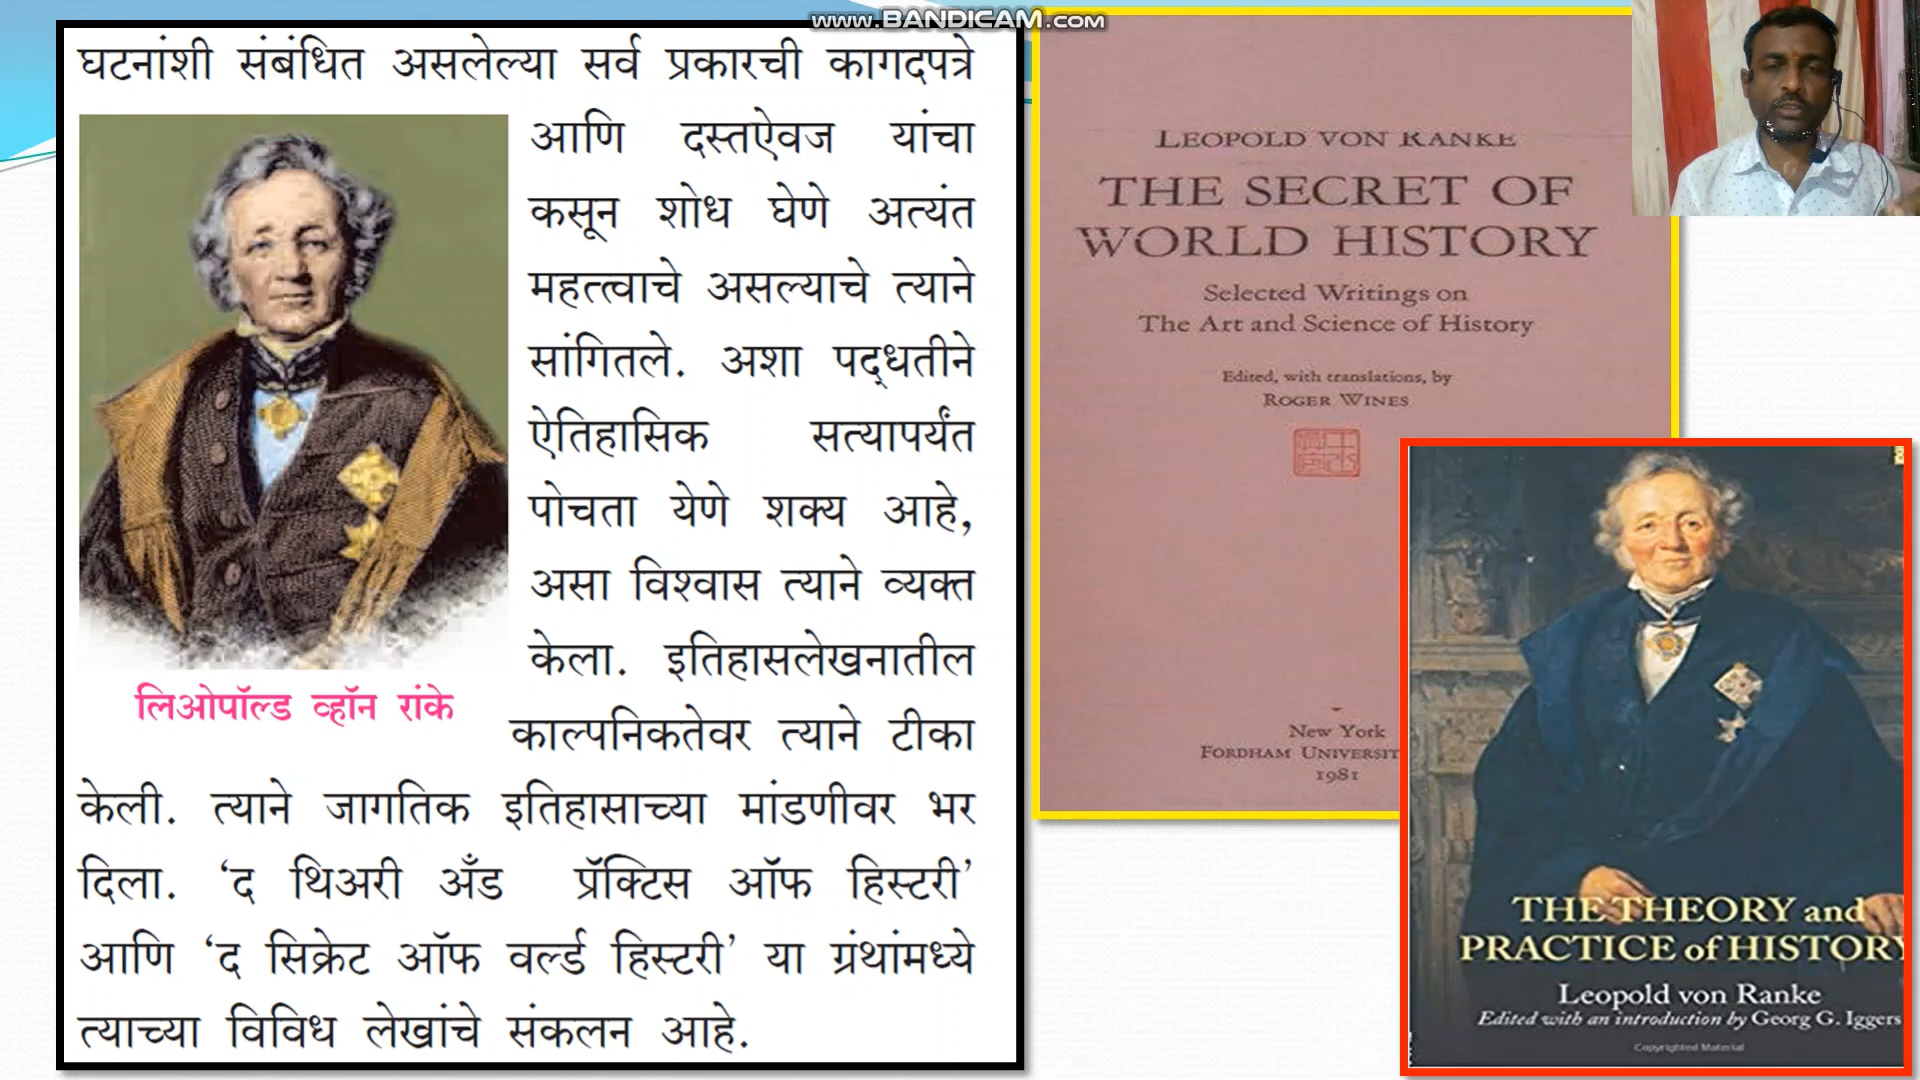 www.BANDICAM.com
घटनांशी संबंधित असलेल्या सर्व प्रकारची कागदपत्रे
आणि दस्तऐवज यांचा
कसून शोध घेणे अत्यंत
महत्त्वाचे असल्याचे त्याने
सांगितले. अशा पद्धतीने
ऐतिहासिक सत्यापर्यंत
पोचता येणे शक्य आहे,
असा विश्वास त्याने व्यक्त
केला. इतिहासलेखनातील
काल्पनिकतेवर त्याने टीका
केली. त्याने जागतिक इतिहासाच्या मांडणीवर भर
दिला. ‘द थिअरी अँड प्रॅक्टिस ऑफ हिस्टरी’
आणि ‘द सिक्रेट ऑफ वर्ल्ड हिस्टरी’ या ग्रंथांमध्ये
त्याच्या विविध लेखांचे संकलन आहे.
लिओपॉल्ड व्हॉन रांके
LEOPOLD VON RANKE
THE SECRET OF
WORLD HISTORY
Selected Writings on
The Art and Science of History
Edited, with translations, by
ROGER WINES
New York
FORDHAM UNIVERSIT
1981
THE THEORY and
PRACTICE of HISTORY
Leopold von Ranke
Edited with an introduction by Georg G. Iggers
Copyrighted Material